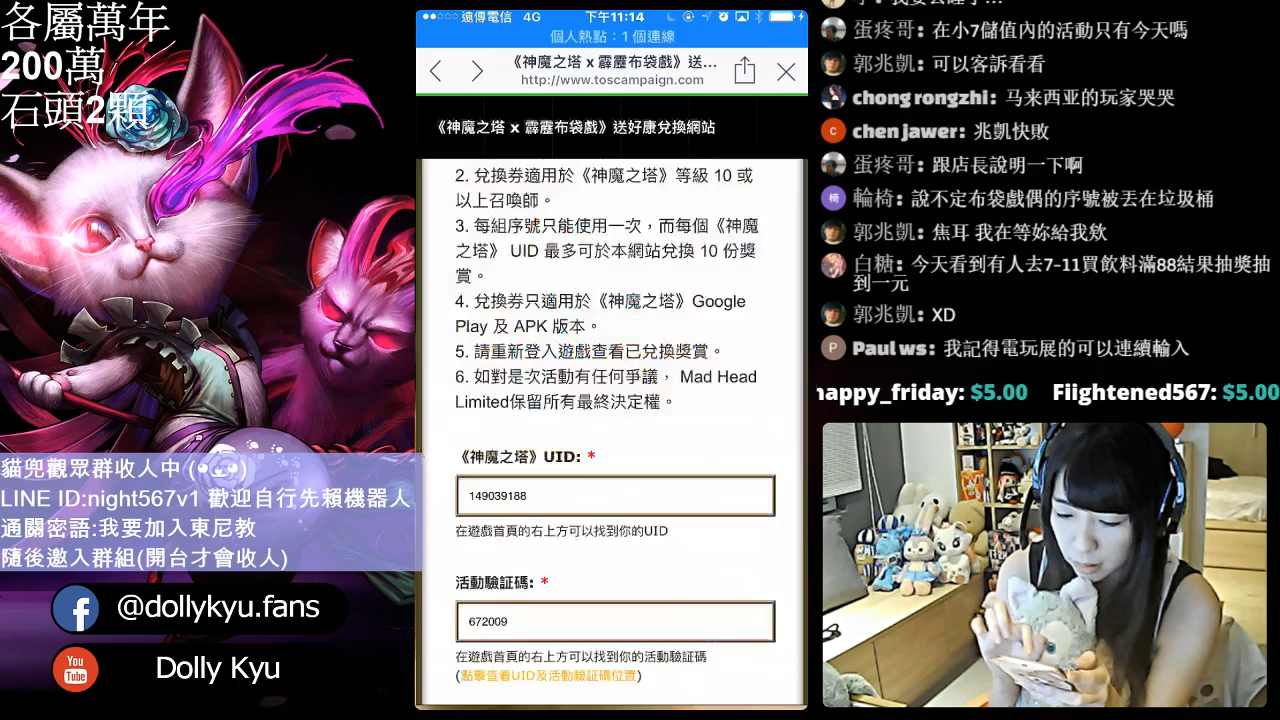 各屬萬年
200萬
石頭2顆
貓兜觀眾群收人中
LINE ID:night567v1 歡迎自行先賴機器人
通關密語:我要加入東尼教
隨後邀入群組(開台才會收人)
@dollykyu.fans
You Tube
Dolly Kyu
遠傳電信 4G 下午11:14
個人熱點：1 個連線
《神魔之塔 x 霹靂布袋戲》送...
http://www.toscampaign.com
《神魔之塔 x 霹靂布袋戲》送好康兌換網站
2. 兌換券適用於《神魔之塔》等級 10 或
以上召喚師。
3. 每組序號只能使用一次，而每個《神魔
之塔》 UID 最多可於本網站兌換 10 份獎
賞。
4. 兌換券只適用於《神魔之塔》Google
Play 及 APK 版本。
5. 請重新登入遊戲查看已兌換獎賞。
6. 如對是次活動有任何爭議， Mad Head
Limited保留所有最終決定權。
《神魔之塔》UID: *
149039188
在遊戲首頁的右上方可以找到你的UID
活動驗証碼: *
672009
在遊戲首頁的右上方可以找到你的活動驗証碼
(點擊查看UID及活動驗証碼位置)
蛋疼哥: 在小7儲值內的活動只有今天嗎
郭兆凱: 可以客訴看看
chong rongzhi: 马来西亚的玩家哭哭
C chen jawer: 兆凱快敗
蛋疼哥: 跟店長說明一下啊
椅 輪椅: 說不定布袋戲偶的序號被丟在垃圾桶
郭兆凱: 焦耳 我在等妳給我欸
白糖: 今天看到有人去7-11買飲料滿88結果抽獎抽
到一元
郭兆凱: XD
P Paul ws: 我記得電玩展的可以連續輸入
happy_friday: $5.00 Fiightened567: $5.00